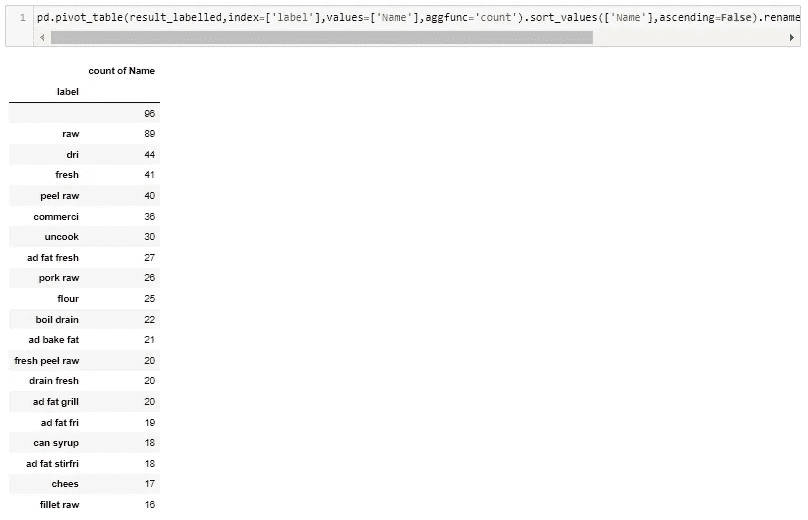 1 pd.pivot_table(result_labelled,index=['label'],values=['Name'],aggfunc='count').sort_values(['Name'],ascending=False).rename
count of Name
label
96
raw 89
dri 44
fresh 41
peel raw 40
commerci 36
uncook 30
ad fat fresh 27
pork raw 26
flour 25
boil drain 22
ad bake fat 21
fresh peel raw 20
drain fresh 20
ad fat grill 20
ad fat fri 19
can syrup 18
ad fat stirfri 18
chees 17
fillet raw 16